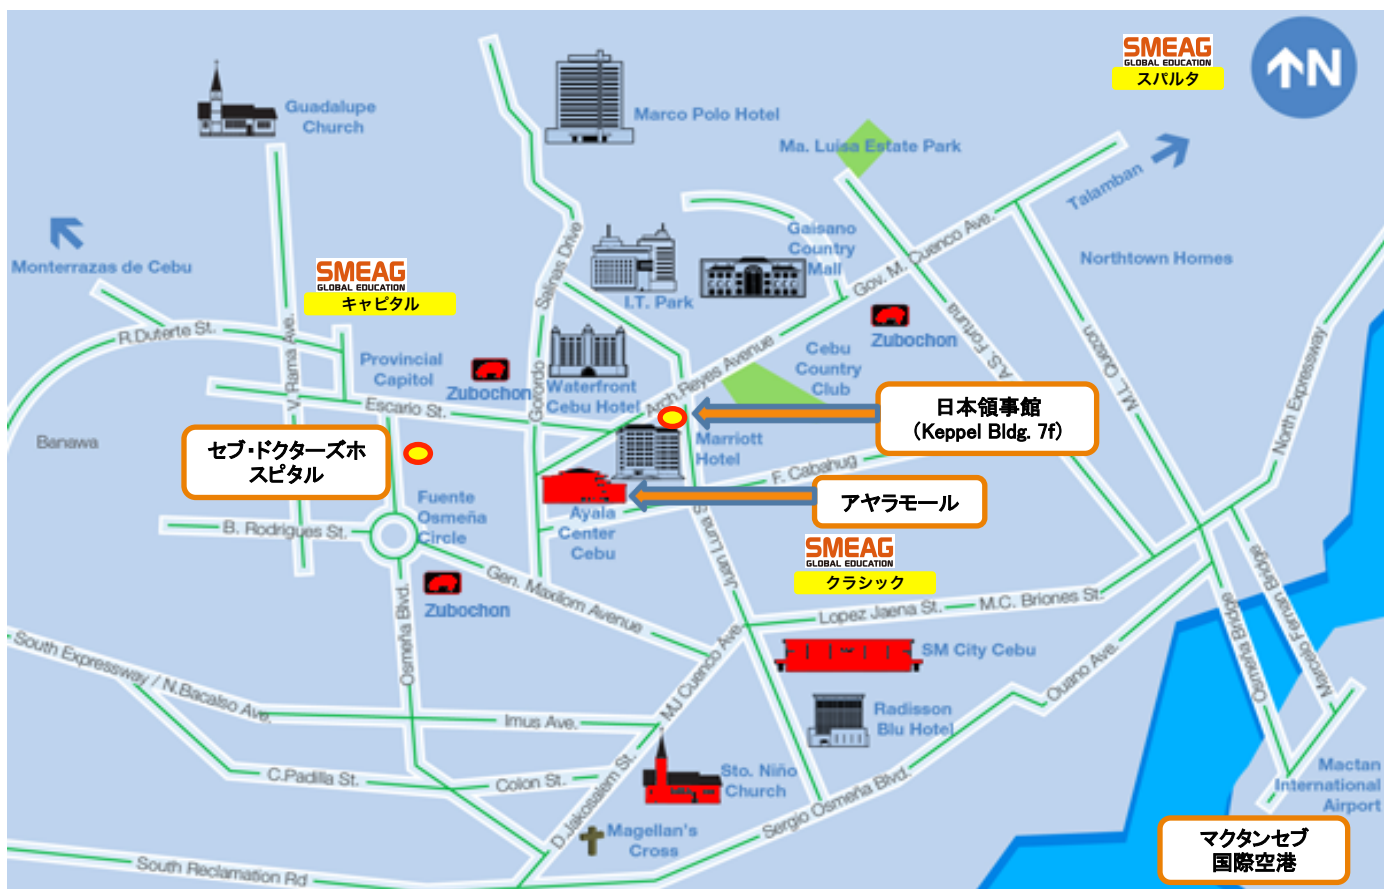 SMEAG
GLOBAL EDUCATION
スパルタ
N
Guadalupe
Church
Marco Polo Hotel
Ma. Luisa Estate Park
Talamban
Monterrazas de Cebu
SMEAG
GLOBAL EDUCATION
キャピタル
Salinas Drive
Gaisano
Country
Mall
Gov. M. Cuenco Ave.
Northtown Homes
I.T. Park
R.Duterte St.
V. Rama Ave.
Provincial
Capitol
Zubochon
Gorordo
Waterfront
Cebu Hotel
Arch.Reyes Avenue
Cebu
Country
Club
Zubochon
A.S. Fortuna
M.L. Quezon
North Expressway
Escario St.
Banawa
セブ・ドクターズホ
スピタル
日本領事館
（Keppel Bldg. 7f）
Marriott
Hotel
F. Cabahug
アヤラモール
Fuente
Osmeña
Circle
B. Rodrigues St.
Ayala
Center
Cebu
S
Juan Luna
SMEAG
GLOBAL EDUCATION
クラシック
Zubochon
Gen. Maxilom Avenue
Osmeña Blvd.
Lopez Jaena St.
M.C. Briones St.
Osmeña Bridge
Marcelo Fernan Bridge
South Expressway / N.Bacalso Ave.
MJ Cuenco Ave.
SM City Cebu
Ouano Ave.
Imus Ave.
Radisson
Blu Hotel
C.Padilla St.
Colon St.
D.Jakosalem St.
Sto. Niño
Church
Sergio Osmeña Blvd.
Mactan
International
Airport
Magellan's
Cross
South Reclamation Rd
マクタンセブ
国際空港